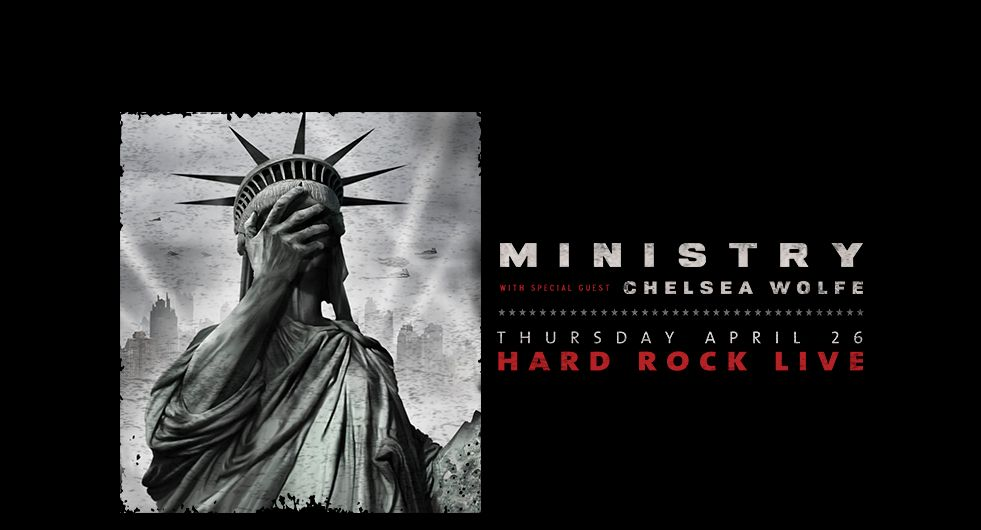 MINISTRY
WITH SPECIAL GUEST CHELSEA WOLFE
THURSDAY APRIL 26
HARD ROCK LIVE